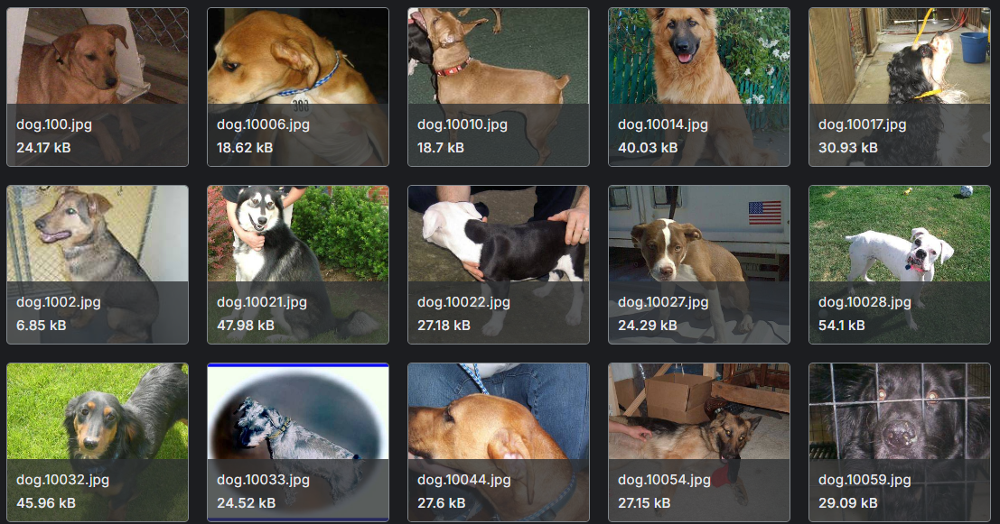 dog.100.jpg
24.17 kB
dog.10006.jpg
18.62 kB
dog.10010.jpg
18.7 kB
dog.10014.jpg
40.03 kB
dog.10017.jpg
30.93 kB
dog.1002.jpg
6.85 kB
dog.10021.jpg
47.98 kB
dog.10022.jpg
27.18 kB
dog.10027.jpg
24.29 kB
dog.10028.jpg
54.1 kB
dog.10032.jpg
45.96 kB
dog.10033.jpg
24.52 kB
dog.10044.jpg
27.6 kB
dog.10054.jpg
27.15 kB
dog.10059.jpg
29.09 kB